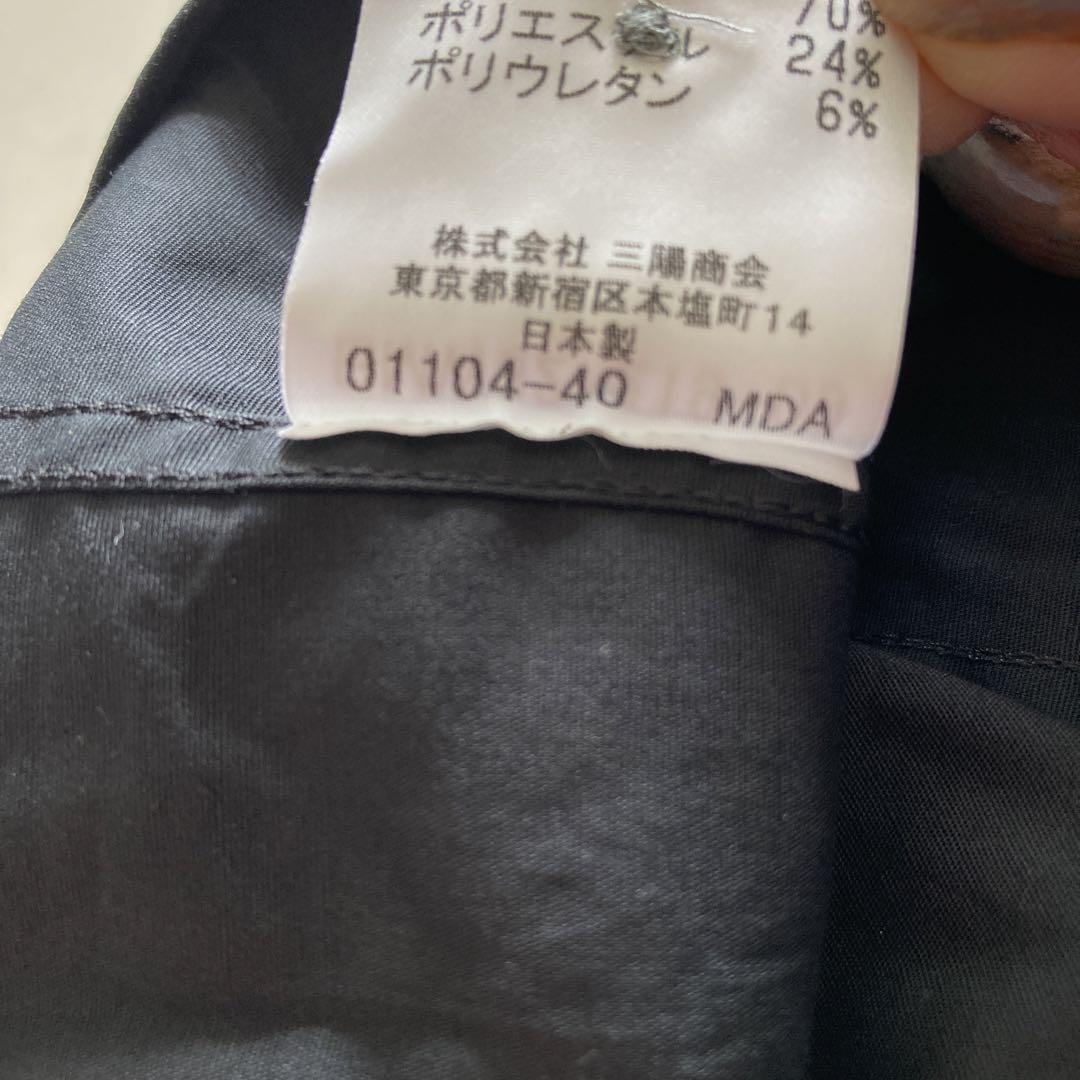 70%
ポリエステル 24%
ポリウレタン 6%
株式会社 三陽商会
東京都新宿区本塩町14
日本製
01104-40 MDA